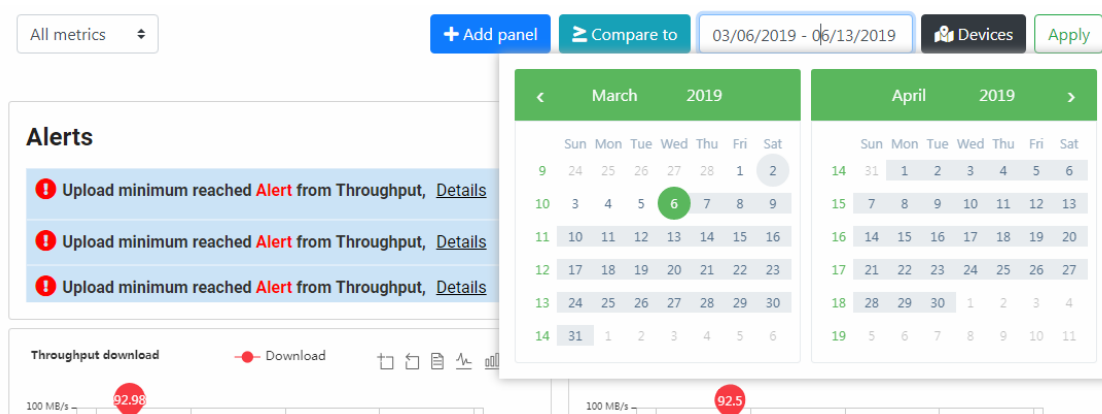 All metrics
Add panel
Compare to
03/06/2019 - 06/13/2019
Devices
Apply
Alerts
Upload minimum reached Alert from Throughput, Details
Upload minimum reached Alert from Throughput, Details
Upload minimum reached Alert from Throughput, Details
March 2019
Sun Mon Tue Wed Thu Fri Sat
9 24 25 26 27 28 1 2
10 3 4 5 6 7 8 9
11 10 11 12 13 14 15 16
12 17 18 19 20 21 22 23
13 24 25 26 27 28 29 30
14 31 1 2 3 4 5 6
April 2019
Sun Mon Tue Wed Thu Fri Sat
14 31 1 2 3 4 5 6
15 7 8 9 10 11 12 13
16 14 15 16 17 18 19 20
17 21 22 23 24 25 26 27
18 28 29 30 1 2 3 4
19 5 6 7 8 9 10 11
Throughput download
Download
100 MB/s
92.98
100 MB/s
92.5